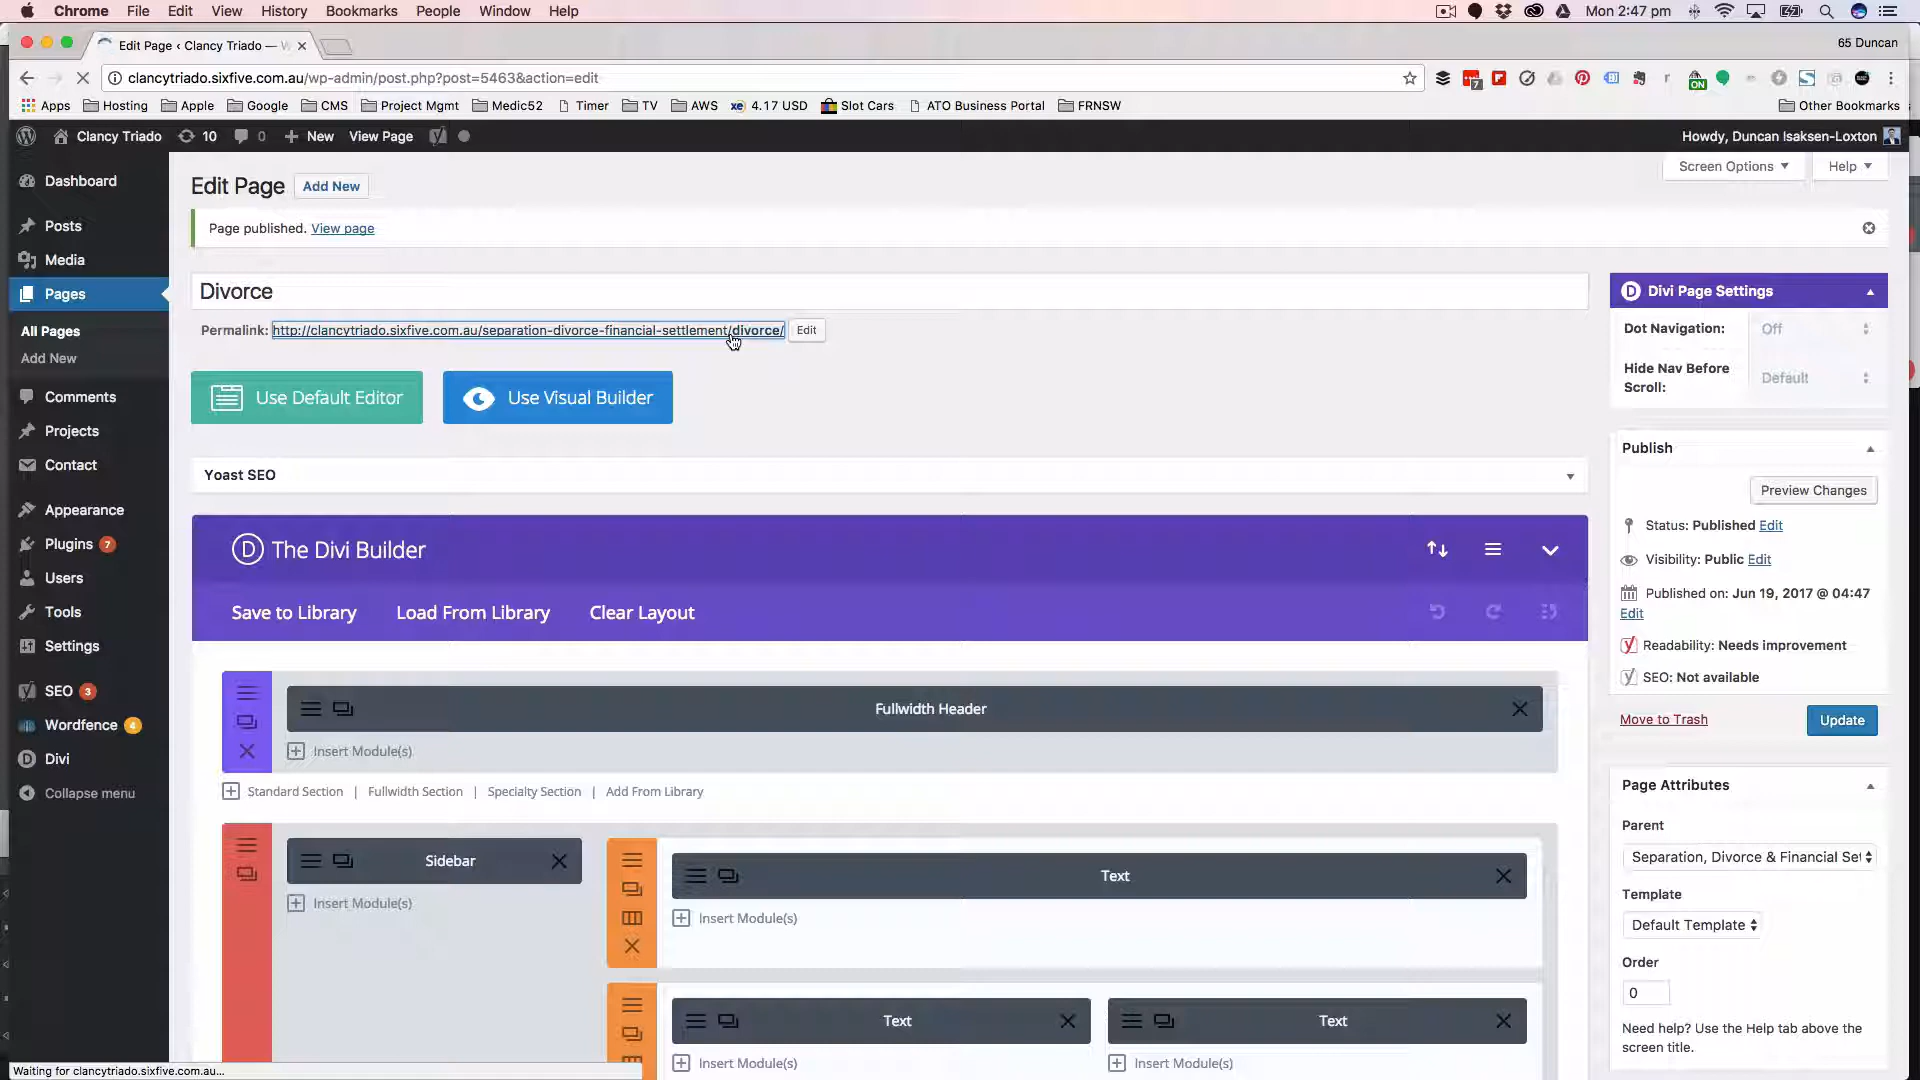 Chrome File Edit View History Bookmarks People Window Help Mon 2:47 pm
Edit Page ‹ Clancy Triado — W 65 Duncan
clancytriado.sixfive.com.au/wp-admin/post.php?post=5463&action=edit
Apps Hosting Apple Google CMS Project Mgmt Medic52 Timer TV AWS xe 4.17 USD Slot Cars ATO Business Portal FRNSW Other Bookmarks
Clancy Triado 10 0 New View Page Howdy, Duncan Isaksen-Loxton
Screen Options Help
Dashboard
Posts
Media
Pages
All Pages
Add New
Comments
Projects
Contact
Appearance
Plugins 7
Users
Tools
Settings
SEO 3
Wordfence 4
Divi
Collapse menu
Edit Page Add New
Page published. View page
Divorce
Permalink: http://clancytriado.sixfive.com.au/separation-divorce-financial-settlement/divorce/ Edit
Use Default Editor Use Visual Builder
Yoast SEO
The Divi Builder
Save to Library Load From Library Clear Layout
Fullwidth Header
Insert Module(s)
Standard Section | Fullwidth Section | Specialty Section | Add From Library
Sidebar
Insert Module(s)
Text
Insert Module(s)
Text Text
Insert Module(s) Insert Module(s)
Divi Page Settings
Dot Navigation: Off
Hide Nav Before Scroll: Default
Publish
Preview Changes
Status: Published Edit
Visibility: Public Edit
Published on: Jun 19, 2017 @ 04:47
Edit
Readability: Needs improvement
SEO: Not available
Move to Trash Update
Page Attributes
Parent
Separation, Divorce & Financial Set
Template
Default Template
Order
0
Need help? Use the Help tab above the
screen title.
Waiting for clancytriado.sixfive.com.au...